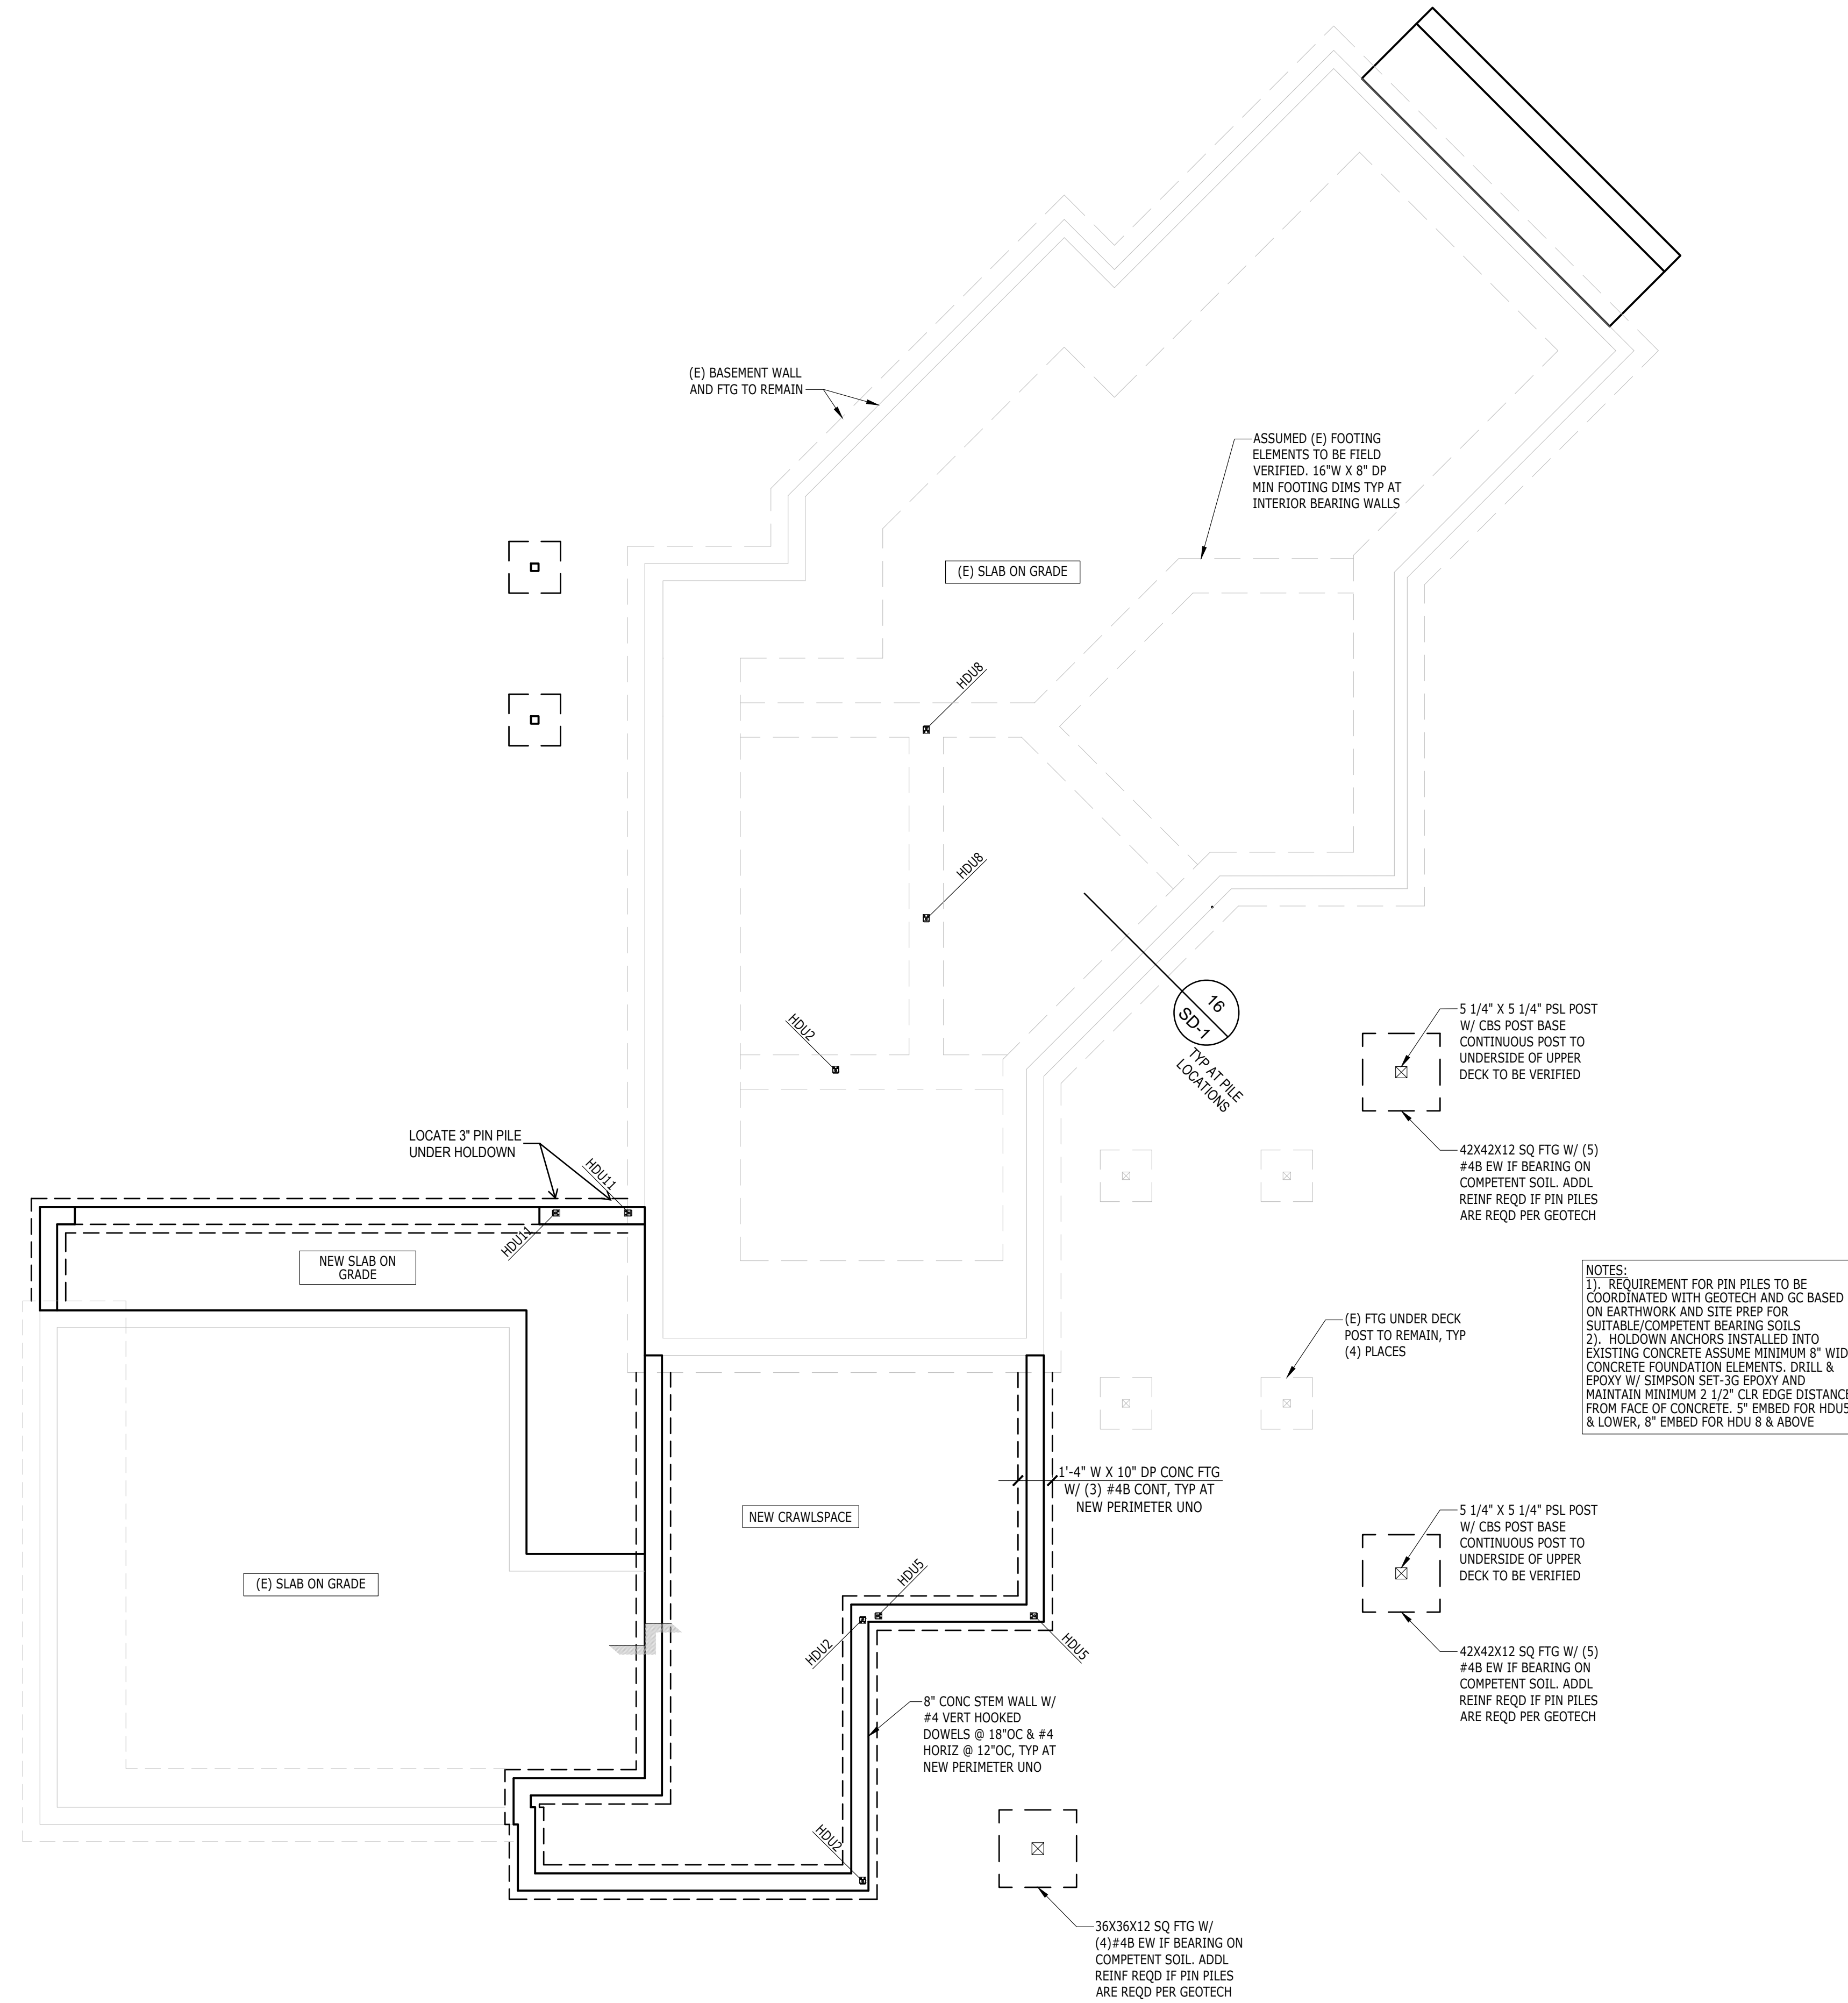 (E) BASEMENT WALL
AND FTG TO REMAIN
ASSUMED (E) FOOTING
ELEMENTS TO BE FIELD
VERIFIED. 16"W X 8" DP
MIN FOOTING DIMS TYP AT
INTERIOR BEARING WALLS
(E) SLAB ON GRADE
HDU8
HDU8
HDU2
16
SD-1
TYP AT PILE
LOCATIONS
5 1/4" X 5 1/4" PSL POST
W/ CBS POST BASE
CONTINUOUS POST TO
UNDERSIDE OF UPPER
DECK TO BE VERIFIED
42X42X12 SQ FTG W/ (5)
#4B EW IF BEARING ON
COMPETENT SOIL. ADDL
REINF REQD IF PIN PILES
ARE REQD PER GEOTECH
LOCATE 3" PIN PILE
UNDER HOLDOWN
HDU11
HDU11
NEW SLAB ON
GRADE
NOTES:
1). REQUIREMENT FOR PIN PILES TO BE
COORDINATED WITH GEOTECH AND GC BASED
ON EARTHWORK AND SITE PREP FOR
SUITABLE/COMPETENT BEARING SOILS
2). HOLDOWN ANCHORS INSTALLED INTO
EXISTING CONCRETE ASSUME MINIMUM 8" WID
CONCRETE FOUNDATION ELEMENTS. DRILL &
EPOXY W/ SIMPSON SET-3G EPOXY AND
MAINTAIN MINIMUM 2 1/2" CLR EDGE DISTANCE
FROM FACE OF CONCRETE. 5" EMBED FOR HDU5
& LOWER, 8" EMBED FOR HDU 8 & ABOVE
(E) FTG UNDER DECK
POST TO REMAIN, TYP
(4) PLACES
1'-4" W X 10" DP CONC FTG
W/ (3) #4B CONT, TYP AT
NEW PERIMETER UNO
NEW CRAWLSPACE
5 1/4" X 5 1/4" PSL POST
W/ CBS POST BASE
CONTINUOUS POST TO
UNDERSIDE OF UPPER
DECK TO BE VERIFIED
(E) SLAB ON GRADE
HDU5
HDU2
HDU5
42X42X12 SQ FTG W/ (5)
#4B EW IF BEARING ON
COMPETENT SOIL. ADDL
REINF REQD IF PIN PILES
ARE REQD PER GEOTECH
8" CONC STEM WALL W/
#4 VERT HOOKED
DOWELS @ 18"OC & #4
HORIZ @ 12"OC, TYP AT
NEW PERIMETER UNO
HDU2
36X36X12 SQ FTG W/
(4)#4B EW IF BEARING ON
COMPETENT SOIL. ADDL
REINF REQD IF PIN PILES
ARE REQD PER GEOTECH